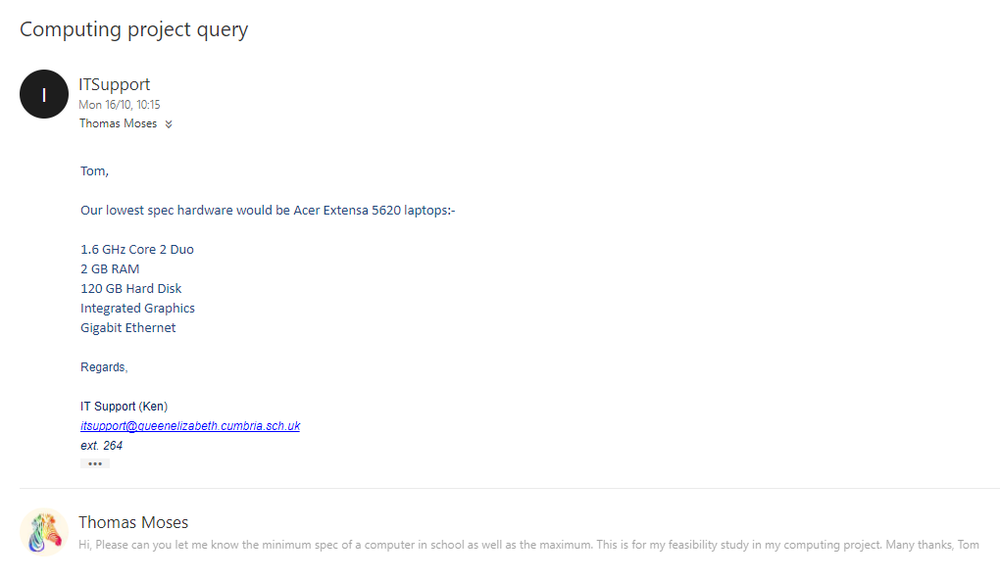 Computing project query
I
ITSupport
Mon 16/10, 10:15
Thomas Moses
Tom,
Our lowest spec hardware would be Acer Extensa 5620 laptops:-
1.6 GHz Core 2 Duo
2 GB RAM
120 GB Hard Disk
Integrated Graphics
Gigabit Ethernet
Regards,
IT Support (Ken)
itsupport@queenelizabeth.cumbria.sch.uk
ext. 264
•••
Thomas Moses
Hi, Please can you let me know the minimum spec of a computer in school as well as the maximum. This is for my feasibility study in my computing project. Many thanks, Tom